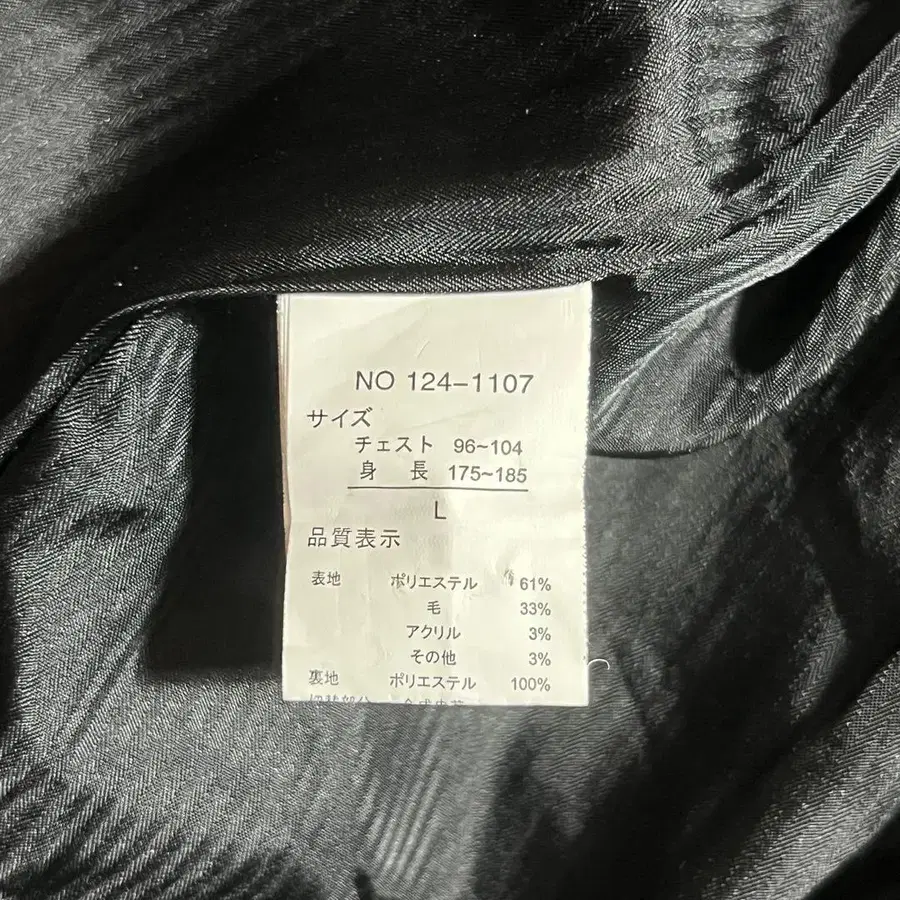 NO 124-1107
サイズ
チェスト 96~104
身 長 175~185
L
品質表示
表地 ポリエステル 61%
毛 33%
アクリル 3%
その他 3%
裏地 ポリエステル 100%